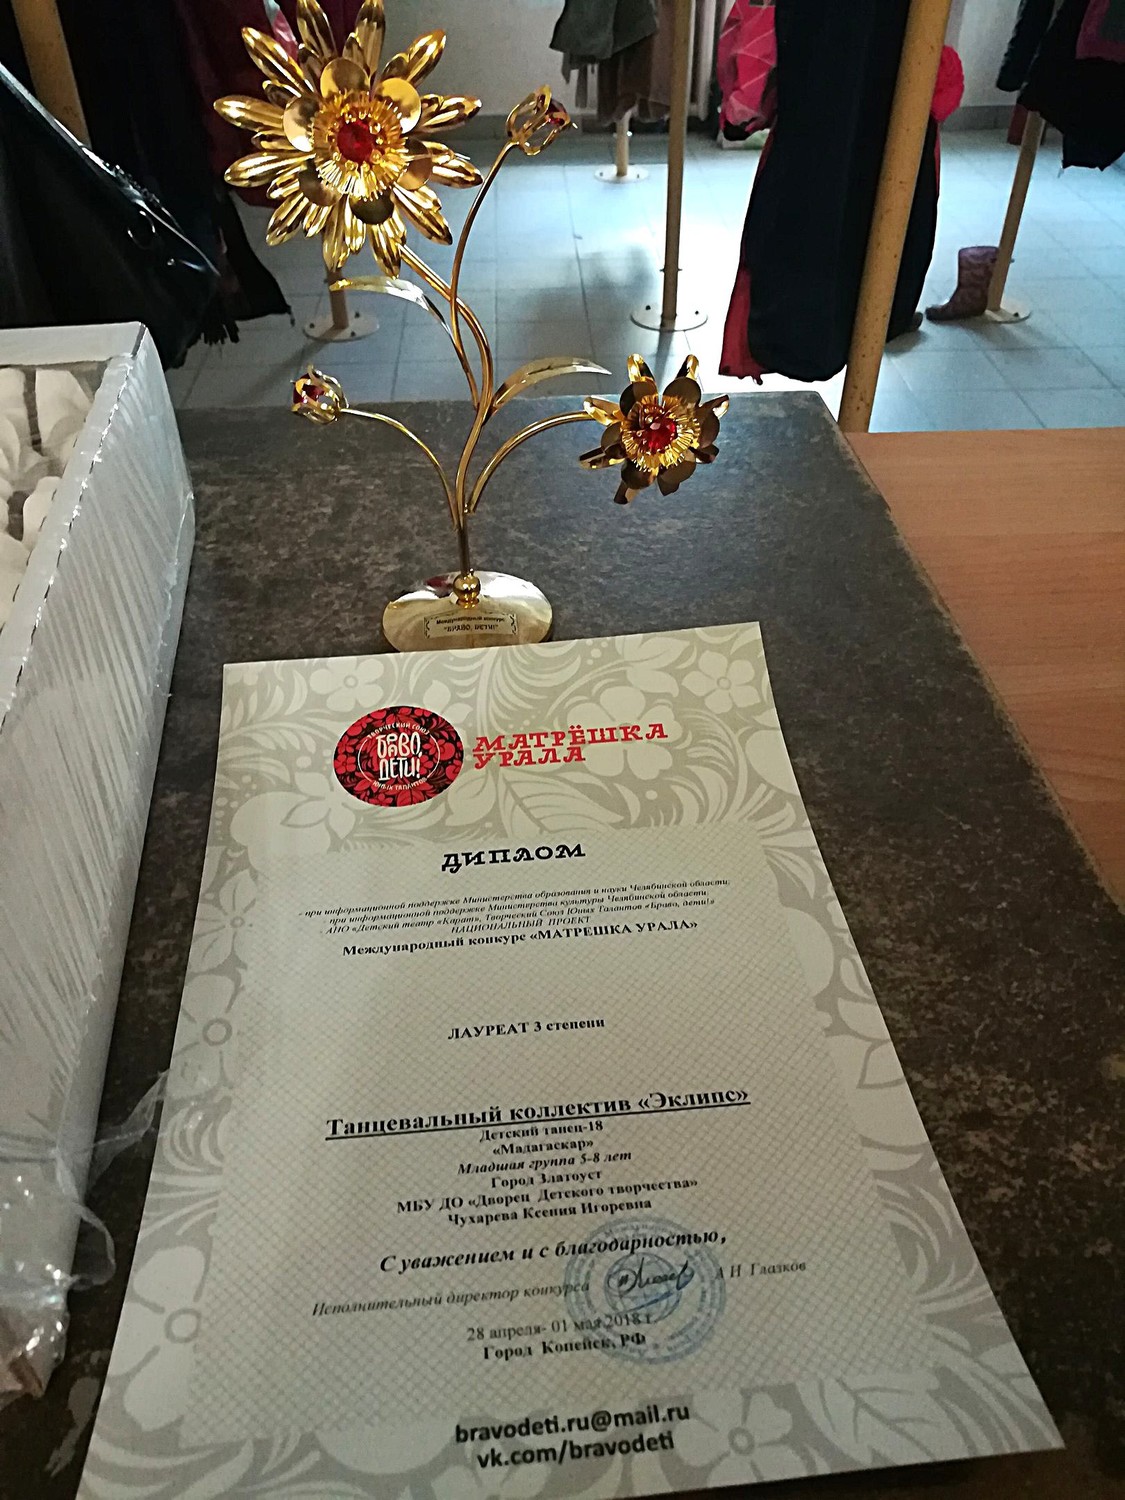 Международный конкурс
"БРАВО, ДЕТИ!"
ТВОРЧЕСКИЙ СОЮЗ
БРАВО,
ДЕТИ!
ЮНЫХ ТАЛАНТОВ
МАТРЁШКА
УРАЛА
ДИПЛОМ
- при информационной поддержке Министерства образования и науки Челябинской области,
- при информационной поддержке Министерства культуры Челябинской области,
АНО «Детский театр «Карат», Творческий Союз Юных Талантов «Браво, дети!»
НАЦИОНАЛЬНЫЙ ПРОЕКТ
Международный конкурс «МАТРЕШКА УРАЛА»
ЛАУРЕАТ 3 степени
Танцевальный коллектив «Эклипс»
Детский танец-18
«Мадагаскар»
Младшая группа 5-8 лет
Город Златоуст
МБУ ДО «Дворец Детского творчества»
Чухарева Ксения Игоревна
С уважением и с благодарностью,
Исполнительный директор конкурса А Н Глазков
28 апреля- 01 мая 2018 г.
Город Копейск, РФ
bravodeti.ru@mail.ru
vk.com/bravodeti